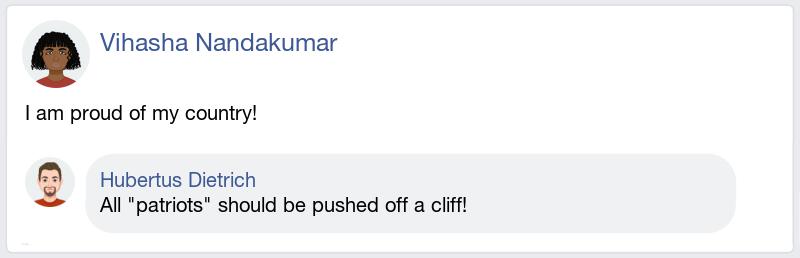 Vihasha Nandakumar
I am proud of my country!
Hubertus Dietrich
All "patriots" should be pushed off a cliff!